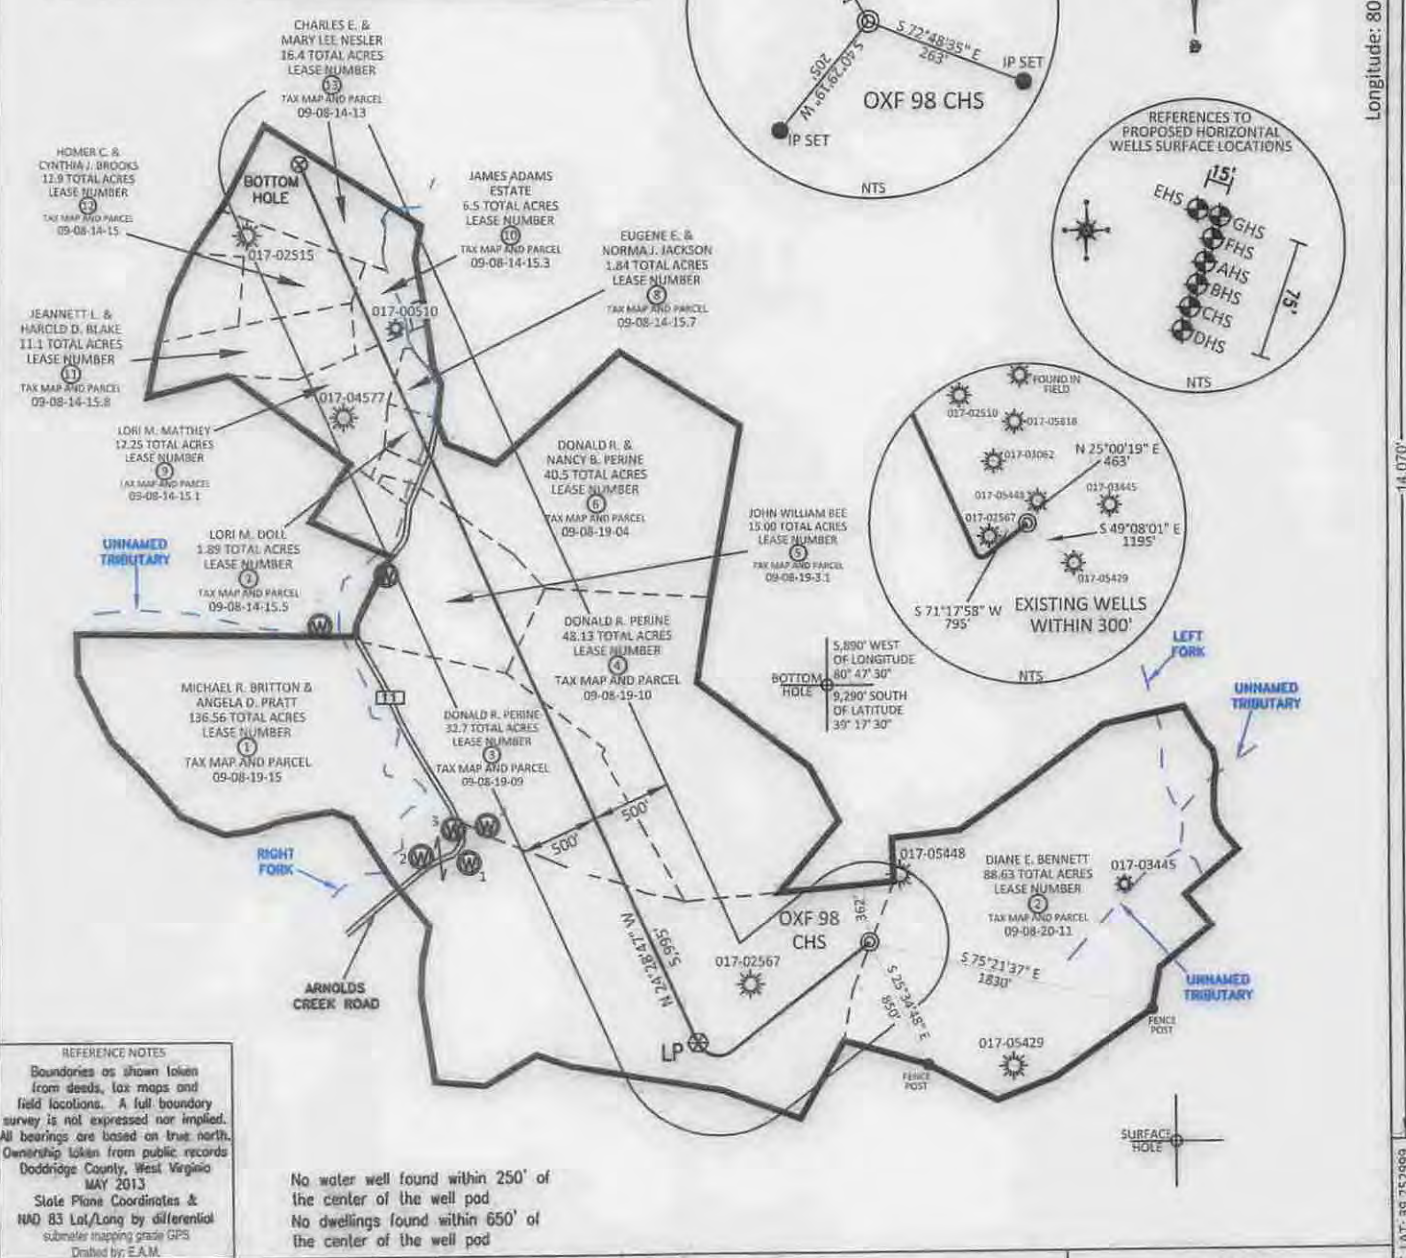 CHARLES E. &
MARY LEE NESLER
16.4 TOTAL ACRES
LEASE NUMBER
13
TAX MAP AND PARCEL
09-08-14-13
HOMER C. &
CYNTHIA J. BROOKS
12.9 TOTAL ACRES
LEASE NUMBER
12
TAX MAP AND PARCEL
09-08-14-15
BOTTOM
HOLE
017-02515
JAMES ADAMS
ESTATE
6.5 TOTAL ACRES
LEASE NUMBER
10
TAX MAP AND PARCEL
09-08-14-15.3
EUGENE E. &
NORMA J. JACKSON
1.84 TOTAL ACRES
LEASE NUMBER
8
TAX MAP AND PARCEL
09-08-14-15.7
017-00510
JEANNETT L. &
HAROLD D. BLAKE
11.1 TOTAL ACRES
LEASE NUMBER
11
TAX MAP AND PARCEL
09-08-14-15.8
017-04577
LORI M. MATTHEY
12.25 TOTAL ACRES
LEASE NUMBER
9
TAX MAP AND PARCEL
09-08-14-15.1
LORI M. DOLL
1.89 TOTAL ACRES
LEASE NUMBER
TAX MAP AND PARCEL
09-08-14-15.5
UNNAMED
TRIBUTARY
W
W
DONALD R. &
NANCY B. PERINE
40.5 TOTAL ACRES
LEASE NUMBER
6
TAX MAP AND PARCEL
09-08-19-04
JOHN WILLIAM BEE
15.00 TOTAL ACRES
LEASE NUMBER
5
TAX MAP AND PARCEL
09-08-19-3.1
DONALD R. PERINE
48.13 TOTAL ACRES
LEASE NUMBER
4
TAX MAP AND PARCEL
09-08-19-10
MICHAEL R. BRITTON &
ANGELA D. PRATT
136.56 TOTAL ACRES
LEASE NUMBER
1
TAX MAP AND PARCEL
09-08-19-15
11
DONALD R. PERINE
32.7 TOTAL ACRES
LEASE NUMBER
3
TAX MAP AND PARCEL
09-08-19-09
500'
500'
3
W
W
2
W
W
1
RIGHT
FORK
ARNOLDS
CREEK ROAD
N 24°28'47" W
5,995'
LP
017-02567
OXF 98
CHS
362'
S 25°34'48" E
850'
S 75°21'37" E
1830'
017-05448
DIANE E. BENNETT
88.63 TOTAL ACRES
LEASE NUMBER
2
TAX MAP AND PARCEL
09-08-20-11
017-03445
017-05429
FENCE
POST
FENCE
POST
UNNAMED
TRIBUTARY
LEFT
FORK
UNNAMED
TRIBUTARY
BOTTOM
HOLE
5,890' WEST
OF LONGITUDE
80° 47' 30"
9,290' SOUTH
OF LATITUDE
39° 17' 30"
SURFACE
HOLE
S 72°48'35" E
263'
IP SET
S 40°29'19" W
205'
IP SET
OXF 98 CHS
NTS
REFERENCES TO
PROPOSED HORIZONTAL
WELLS SURFACE LOCATIONS
15'
EHS
GHS
FHS
AHS
BHS
CHS
DHS
75'
NTS
FOUND IN
FIELD
017-02510
017-05818
017-03062
N 25°00'19" E
463'
017-05448
017-03445
017-02567
S 49°08'01" E
1195'
017-05429
S 71°17'58" W
795'
EXISTING WELLS
WITHIN 300'
NTS
Longitude: 80
14,070'
REFERENCE NOTES
Boundaries as shown taken
from deeds, tax maps and
field locations. A full boundary
survey is not expressed nor implied.
All bearings are based on true north.
Ownership taken from public records
Doddridge County, West Virginia
MAY 2013
State Plane Coordinates &
NAD 83 Lat/Long by differential
submeter mapping grade GPS
Drafted by: E.A.M.
No water well found within 250' of
the center of the well pad
No dwellings found within 650' of
the center of the well pad